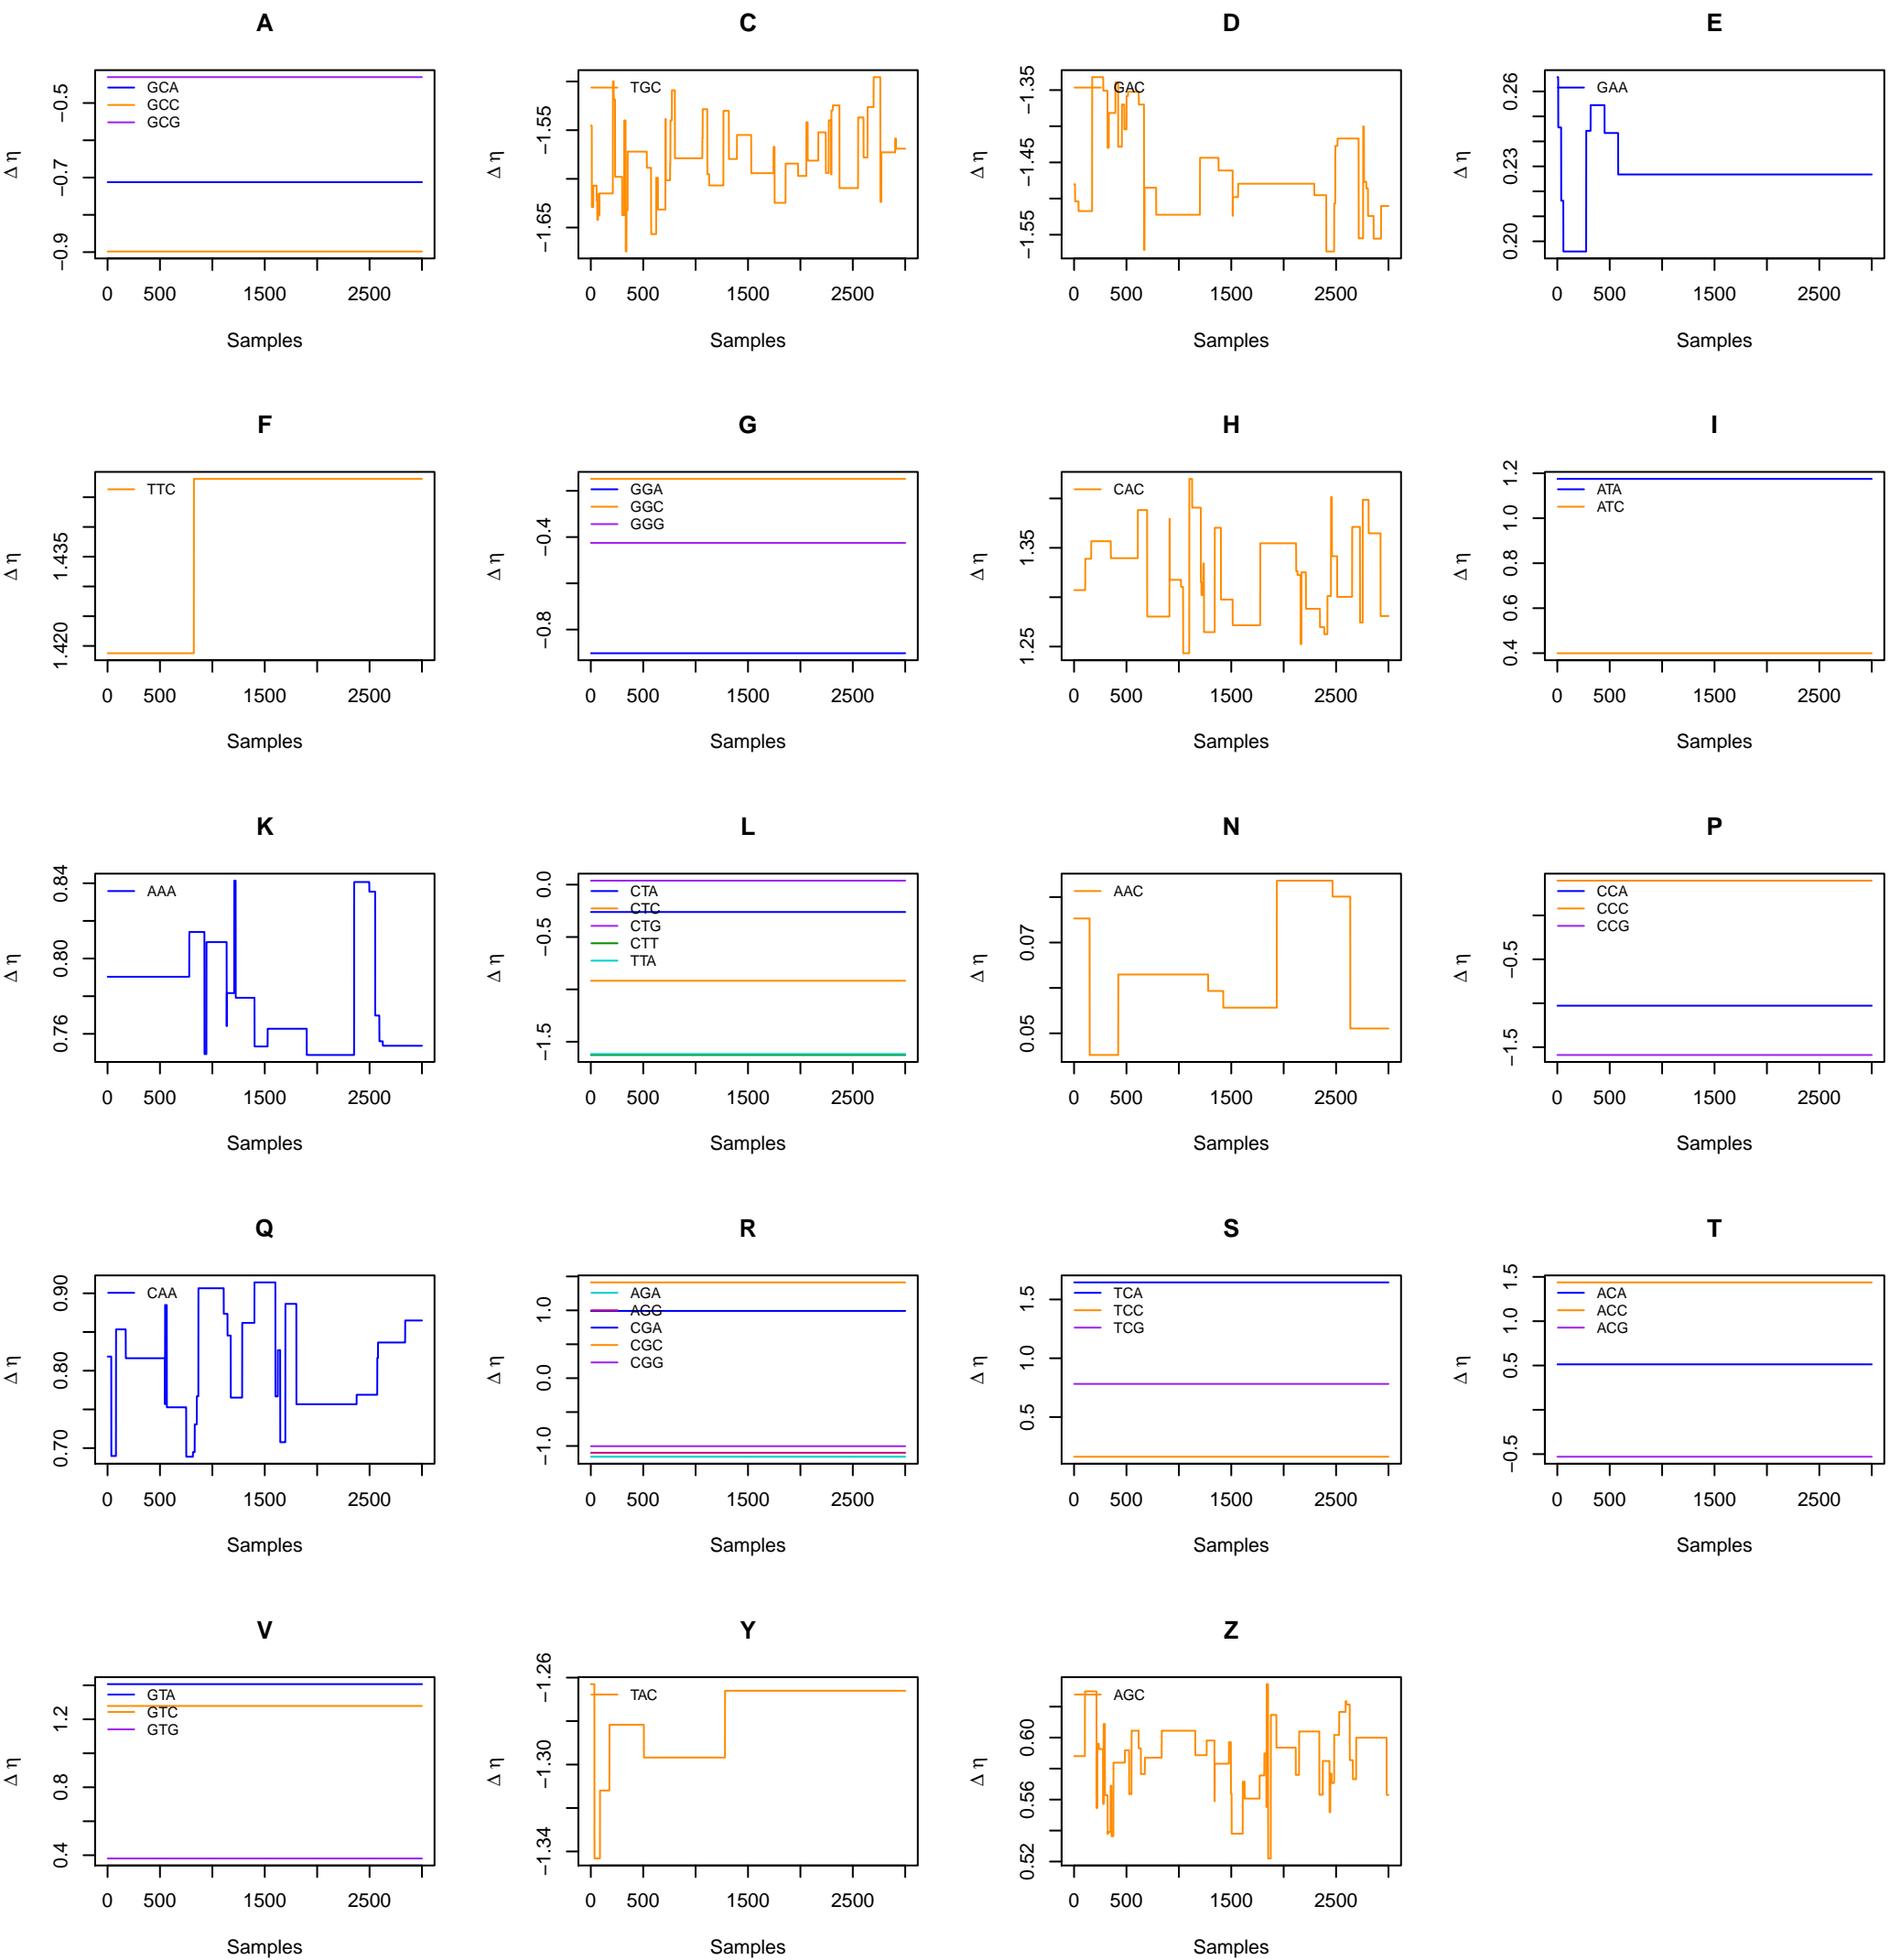 A
Δ η
−0.9
−0.7
−0.5
GCA
GCC
GCG
0 500 1500 2500
Samples
C
Δ η
−1.65
−1.55
TGC
0 500 1500 2500
Samples
D
Δ η
−1.55
−1.45
−1.35
GAC
0 500 1500 2500
Samples
E
Δ η
0.20
0.23
0.26
GAA
0 500 1500 2500
Samples
F
Δ η
1.420
1.435
TTC
0 500 1500 2500
Samples
G
Δ η
−0.8
−0.4
GGA
GGC
GGG
0 500 1500 2500
Samples
H
Δ η
1.25
1.35
CAC
0 500 1500 2500
Samples
I
Δ η
0.4
0.6
0.8
1.0
1.2
ATA
ATC
0 500 1500 2500
Samples
K
Δ η
0.76
0.80
0.84
AAA
0 500 1500 2500
Samples
L
Δ η
−1.5
−0.5
0.0
CTA
CTC
CTG
CTT
TTA
0 500 1500 2500
Samples
N
Δ η
0.05
0.07
AAC
0 500 1500 2500
Samples
P
Δ η
−1.5
−0.5
CCA
CCC
CCG
0 500 1500 2500
Samples
Q
Δ η
0.70
0.80
0.90
CAA
0 500 1500 2500
Samples
R
Δ η
−1.0
0.0
1.0
AGA
AGG
CGA
CGC
CGG
0 500 1500 2500
Samples
S
Δ η
0.5
1.0
1.5
TCA
TCC
TCG
0 500 1500 2500
Samples
T
Δ η
−0.5
0.5
1.0
1.5
ACA
ACC
ACG
0 500 1500 2500
Samples
V
Δ η
0.4
0.8
1.2
GTA
GTC
GTG
0 500 1500 2500
Samples
Y
Δ η
−1.34
−1.30
−1.26
TAC
0 500 1500 2500
Samples
Z
Δ η
0.52
0.56
0.60
AGC
0 500 1500 2500
Samples